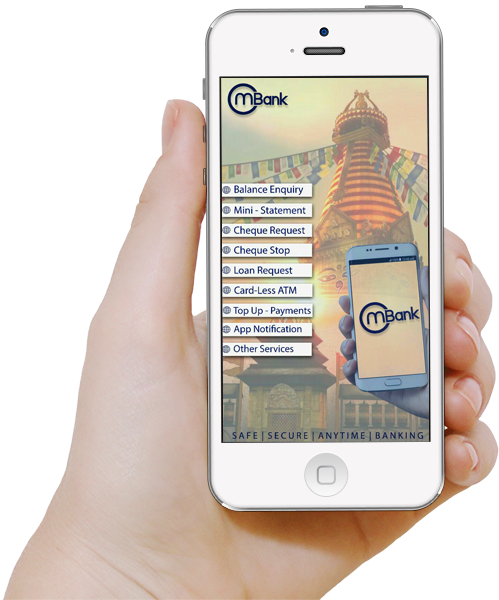 mBank
Balance Enquiry
Mini - Statement
Cheque Request
Cheque Stop
Loan Request
Card-Less ATM
Top Up - Payments
App Notification
Other Services
mBank
SAFE | SECURE | ANYTIME | BANKING